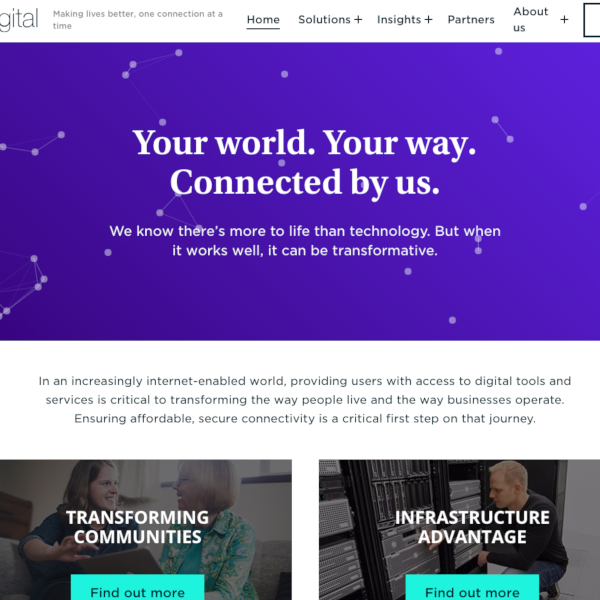 gital
Making lives better, one connection at a
time
Home
Solutions +
Insights +
Partners
About
us
+
Your world. Your way.
Connected by us.
We know there's more to life than technology. But when
it works well, it can be transformative.
In an increasingly internet-enabled world, providing users with access to digital tools and
services is critical to transforming the way people live and the way businesses operate.
Ensuring affordable, secure connectivity is a critical first step on that journey.
TRANSFORMING
COMMUNITIES
Find out more
INFRASTRUCTURE
ADVANTAGE
Find out more